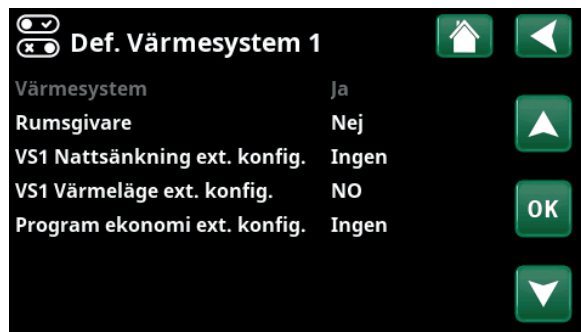 Def. Värmesystem 1
Värmesystem Ja
Rumsgivare Nej
VS1 Nattsänkning ext. konfig. Ingen
VS1 Värmeläge ext. konfig. NO
Program ekonomi ext. konfig. Ingen
OK